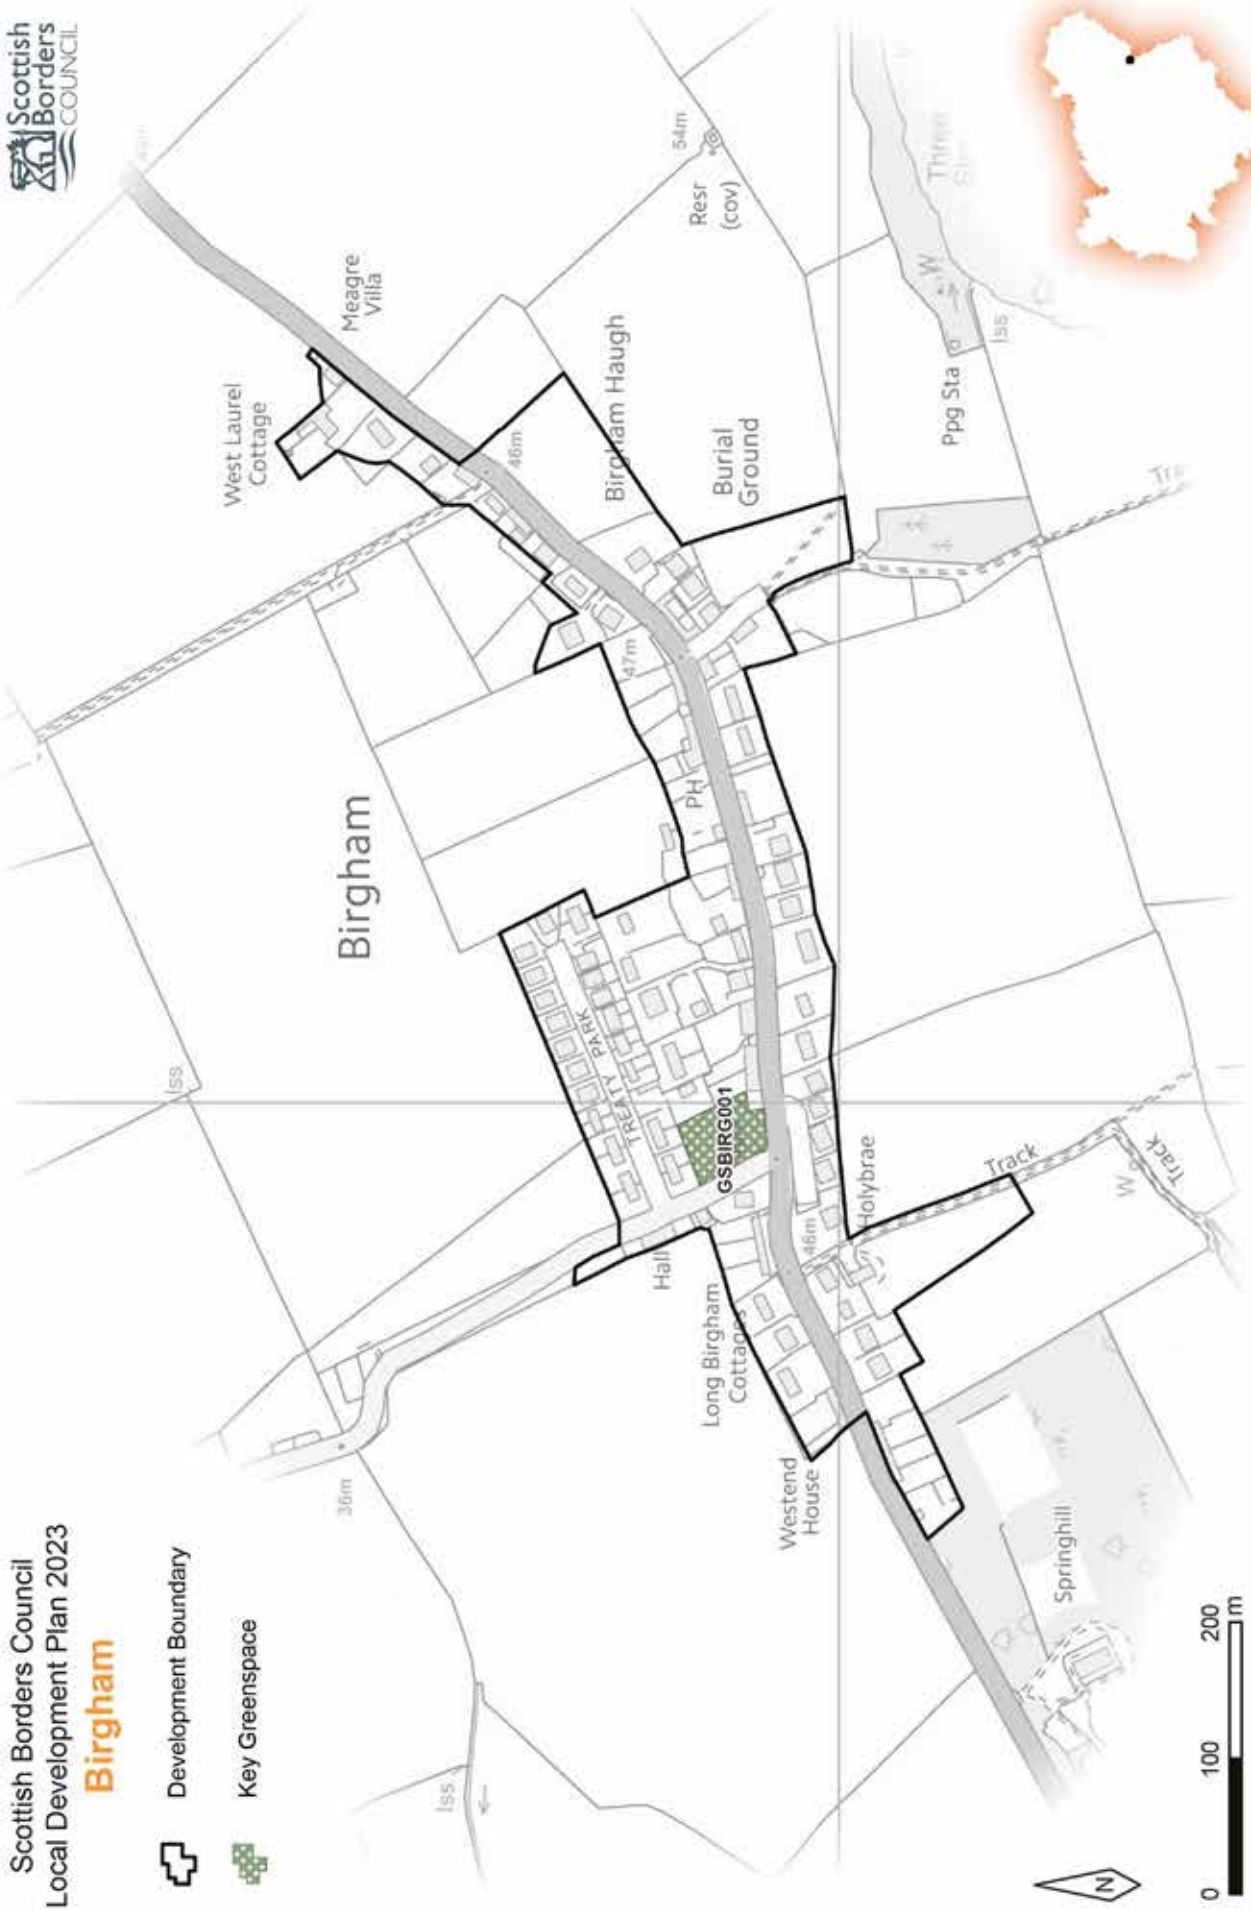 Scottish Borders Council
Local Development Plan 2023
Birgham
Development Boundary
Key Greenspace
Scottish
Borders
COUNCIL
Iss
36m
Iss
Birgham
West Laurel
Cottage
Meagre
Villa
46m
54m
Resr
(cov)
Birgham Haugh
Burial
Ground
47m
PH
TREATY PARK
GSBIRG001
Hall
Long Birgham
Cottages
Westend
House
46m
Holybrae
Track
W
Track
Springhill
Ppg Sta
W
Iss
N
0
100
200
m